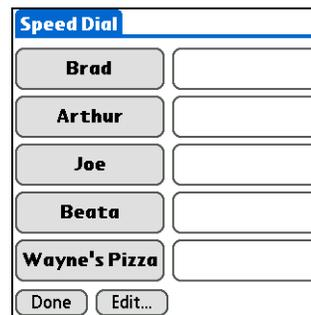 Speed Dial
Brad
Arthur
Joe
Beata
Wayne's Pizza
Done Edit...